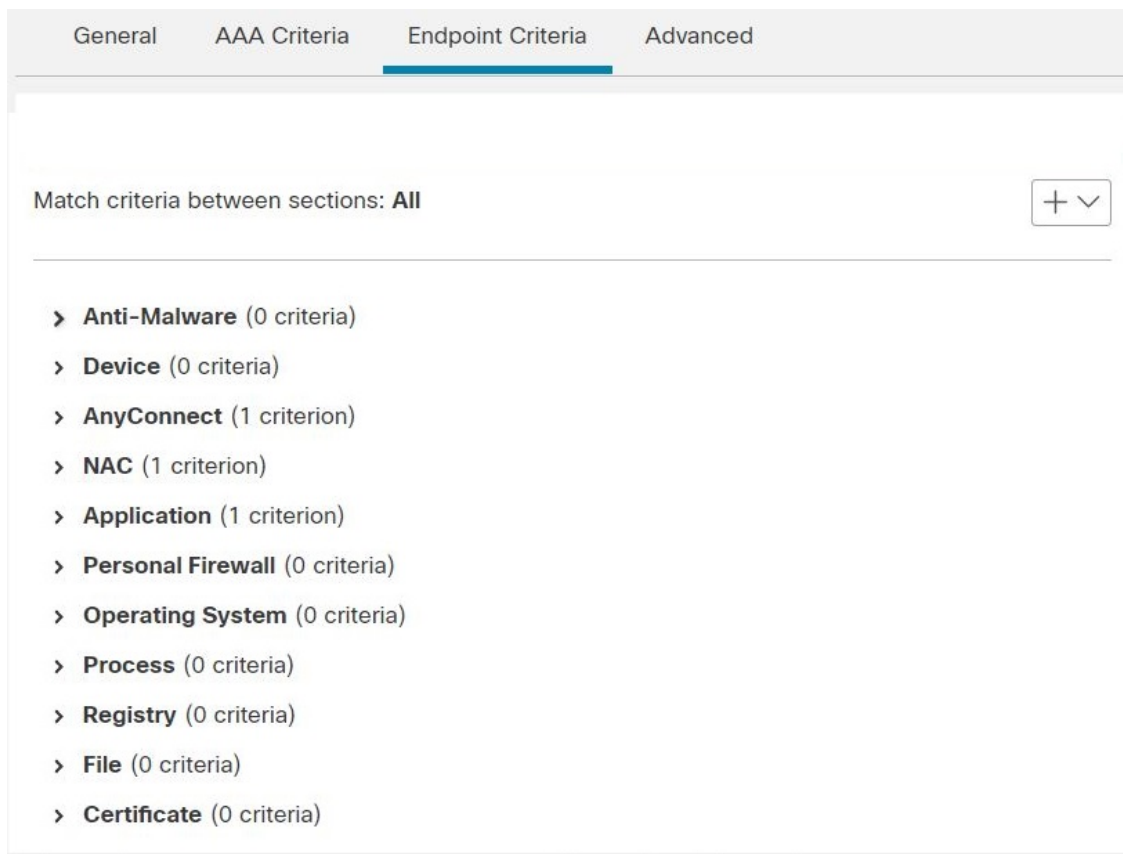 General AAA Criteria Endpoint Criteria Advanced
Match criteria between sections: All
Anti-Malware (0 criteria)
Device (0 criteria)
AnyConnect (1 criterion)
NAC (1 criterion)
Application (1 criterion)
Personal Firewall (0 criteria)
Operating System (0 criteria)
Process (0 criteria)
Registry (0 criteria)
File (0 criteria)
Certificate (0 criteria)